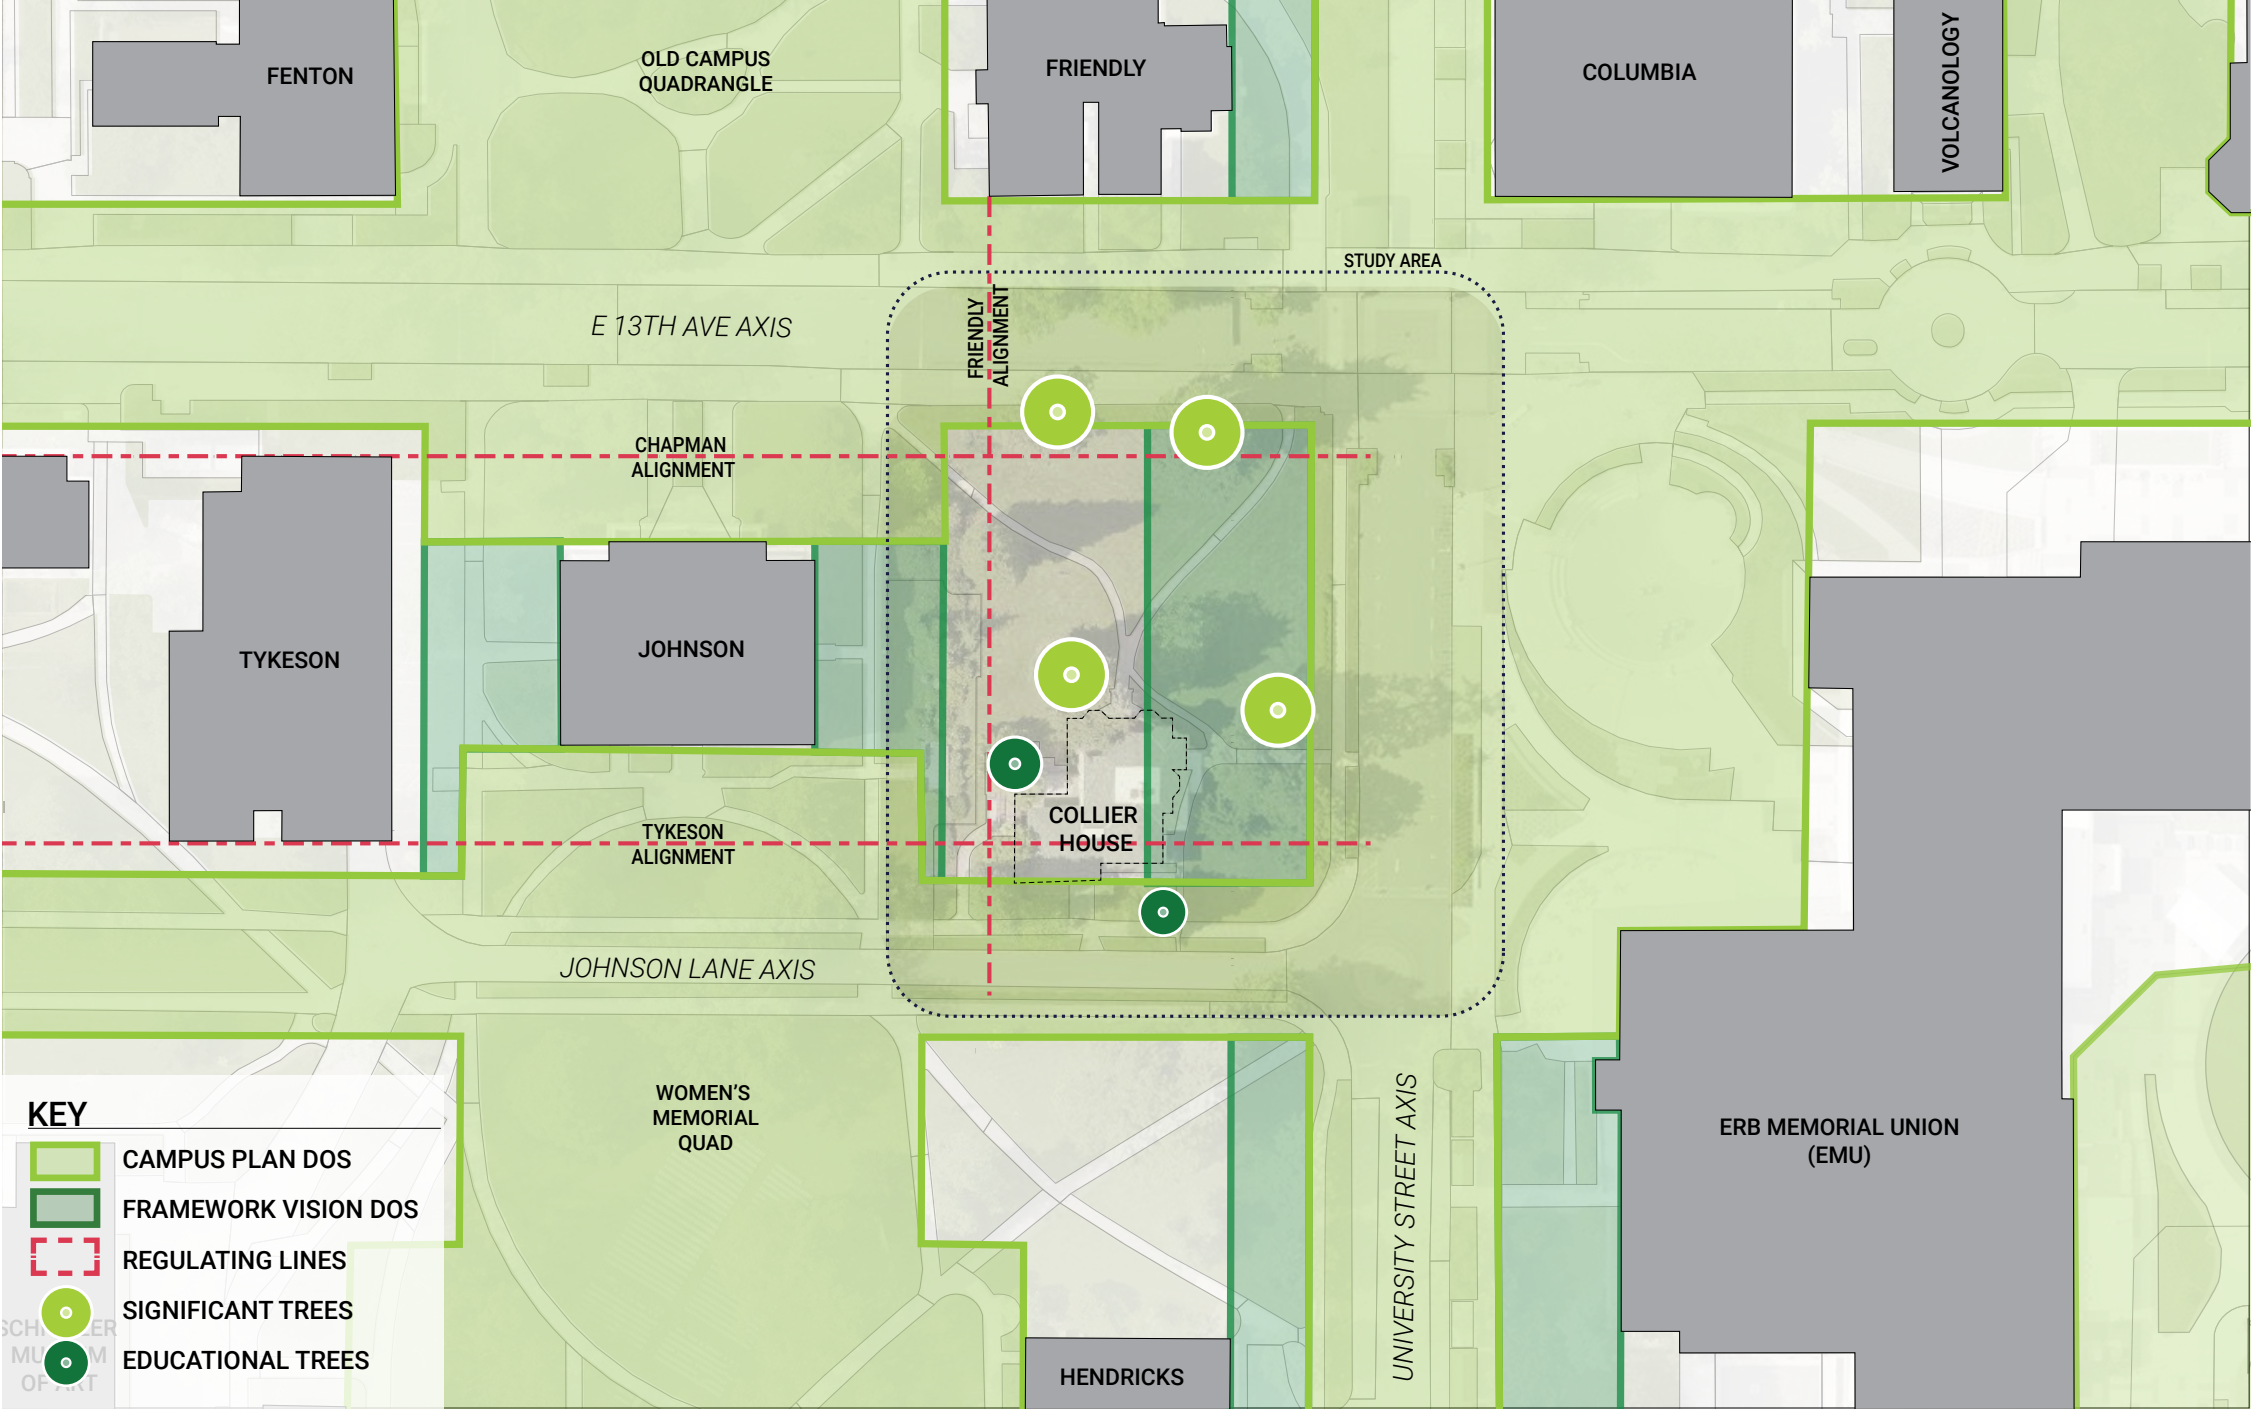 FENTON
OLD CAMPUS
QUADRANGLE
FRIENDLY
COLUMBIA
VOLCANOLOGY
STUDY AREA
E 13TH AVE AXIS
FRIENDLY
ALIGNMENT
CHAPMAN
ALIGNMENT
TYKESON
JOHNSON
COLLIER
HOUSE
TYKESON
ALIGNMENT
JOHNSON LANE AXIS
WOMEN'S
MEMORIAL
QUAD
UNIVERSITY STREET AXIS
ERB MEMORIAL UNION
(EMU)
HENDRICKS
KEY
CAMPUS PLAN DOS
FRAMEWORK VISION DOS
REGULATING LINES
SIGNIFICANT TREES
EDUCATIONAL TREES
OF ART